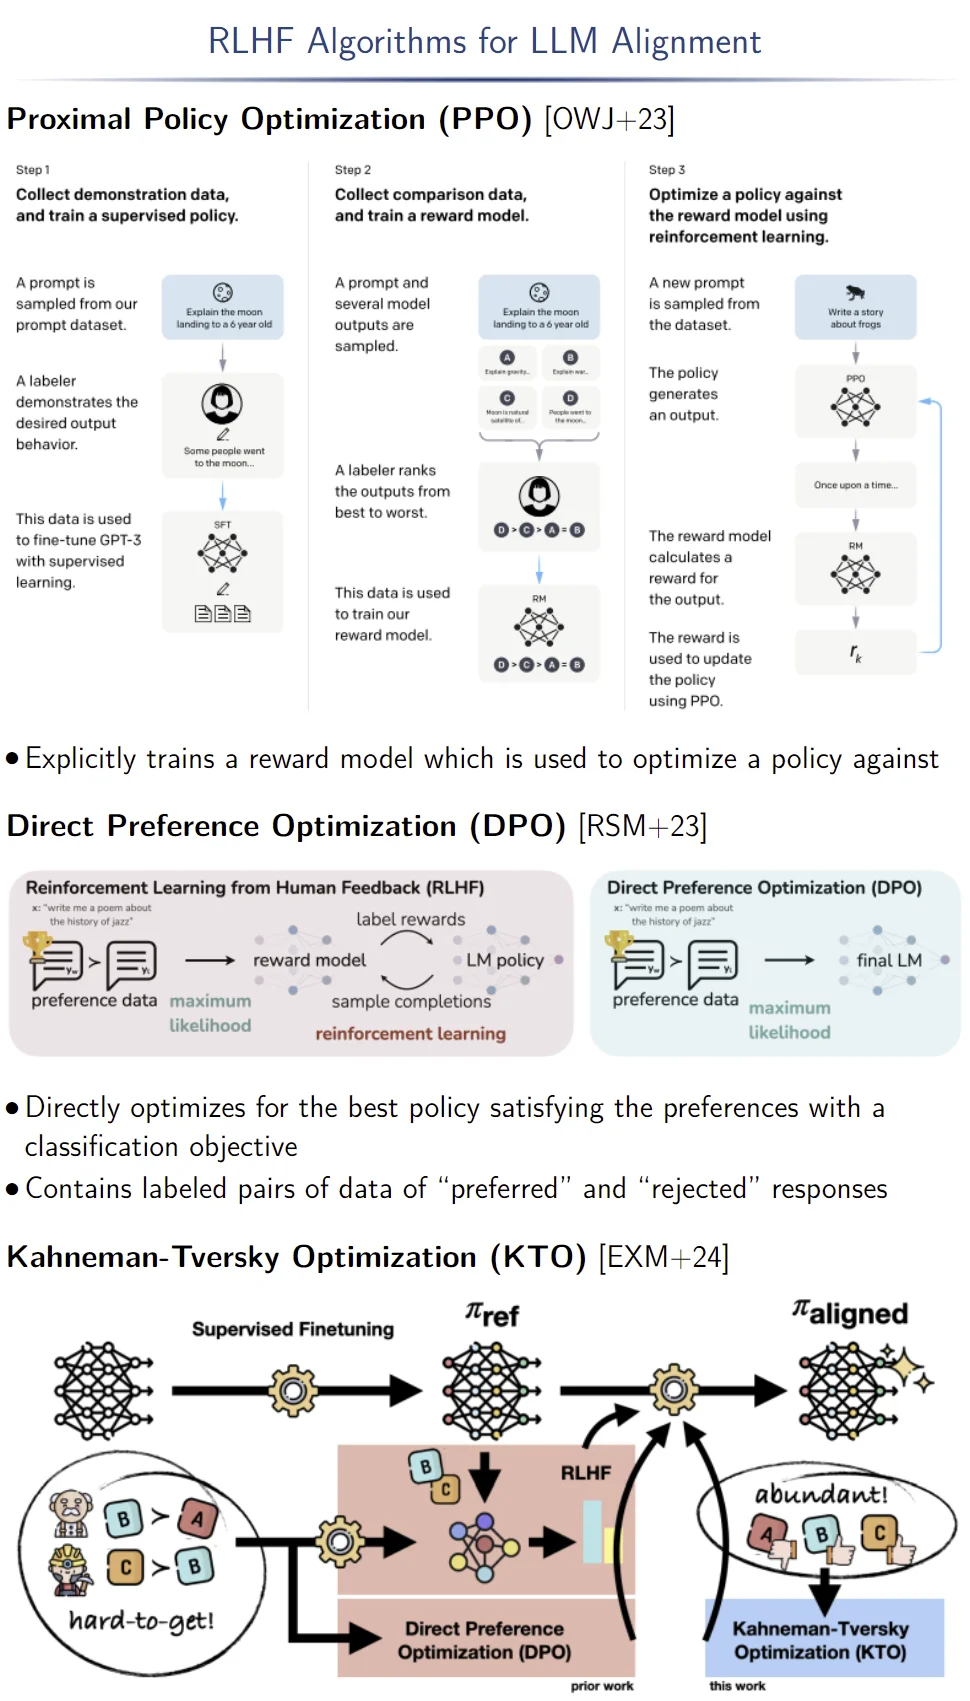 RLHF Algorithms for LLM Alignment
Proximal Policy Optimization (PPO) [OWJ+23]
Step 1
Collect demonstration data,
and train a supervised policy.
A prompt is
sampled from our
prompt dataset.
Explain the moon
landing to a 6 year old
A labeler
demonstrates the
desired output
behavior.
Some people went
to the moon...
This data is used
to fine-tune GPT-3
with supervised
learning.
SFT
Step 2
Collect comparison data,
and train a reward model.
A prompt and
several model
outputs are
sampled.
Explain the moon
landing to a 6 year old
A
Explain gravity...
B
Explain war...
C
Moon is natural
satellite of...
D
People went to
the moon...
A labeler ranks
the outputs from
best to worst.
D > C > A = B
This data is used
to train our
reward model.
RM
D > C > A = B
Step 3
Optimize a policy against
the reward model using
reinforcement learning.
A new prompt
is sampled from
the dataset.
Write a story
about frogs
The policy
generates
an output.
PPO
Once upon a time...
The reward model
calculates a
reward for
the output.
RM
The reward is
used to update
the policy
using PPO.
rk
• Explicitly trains a reward model which is used to optimize a policy against
Direct Preference Optimization (DPO) [RSM+23]
Reinforcement Learning from Human Feedback (RLHF)
x: "write me a poem about
the history of jazz"
label rewards
yw > yl
reward model
LM policy
preference data
maximum
likelihood
sample completions
reinforcement learning
Direct Preference Optimization (DPO)
x: "write me a poem about
the history of jazz"
yw > yl
final LM
preference data
maximum
likelihood
• Directly optimizes for the best policy satisfying the preferences with a
classification objective
• Contains labeled pairs of data of “preferred” and “rejected” responses
Kahneman-Tversky Optimization (KTO) [EXM+24]
Supervised Finetuning
πref
πaligned
B > A
C > B
hard-to-get!
B
C
RLHF
Direct Preference
Optimization (DPO)
prior work
abundant!
A B C
Kahneman-Tversky
Optimization (KTO)
this work